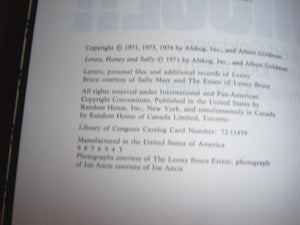 Copyright © 1971, 1973, 1974 by Alskog, Inc., and Albert Goldman
Lenny, Honey and Sally © 1971 by Alskog, Inc., and Albert Goldman
Letters, personal files and additional records of Lenny
Bruce courtesy of Sally Marr and The Estate of Lenny Bruce
All rights reserved under International and Pan-American
Copyright Conventions. Published in the United States by
Random House, Inc., New York, and simultaneously in Canada
by Random House of Canada Limited, Toronto.
Library of Congress Catalog Card Number: 72-11459
Manufactured in the United States of America
9 8 7 6 5 4 3
Photographs courtesy of The Lenny Bruce Estate; photograph
of Joe Ancis courtesy of Joe Ancis